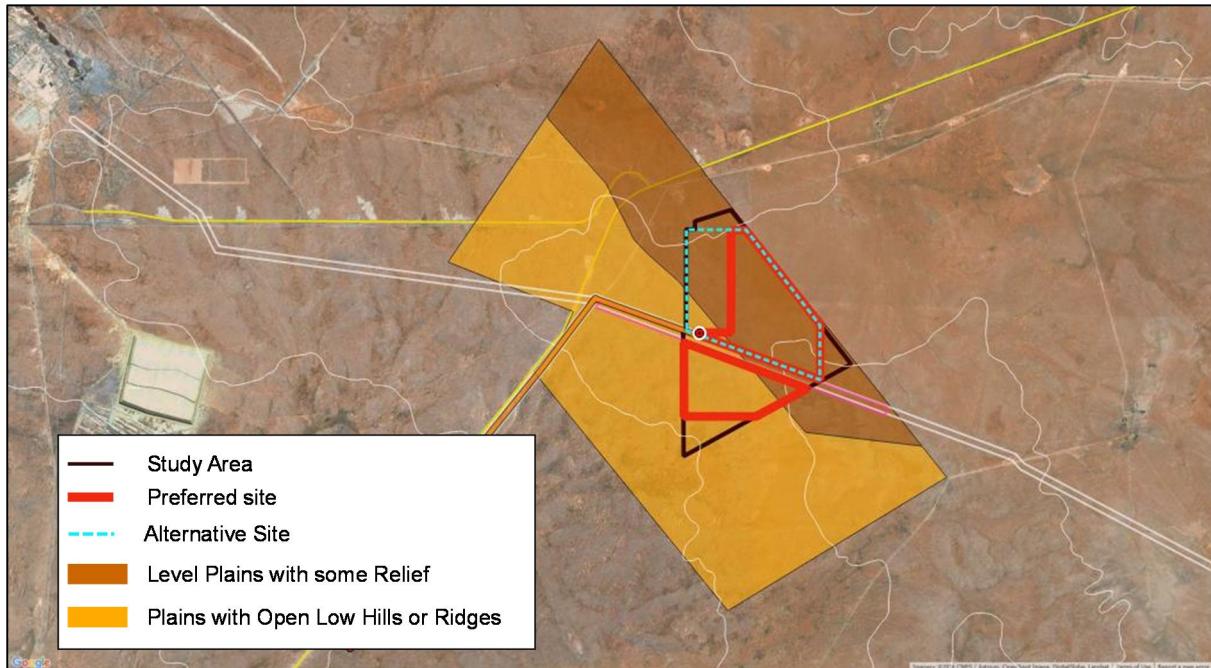 Study Area
Preferred site
Alternative Site
Level Plains with some Relief
Plains with Open Low Hills or Ridges
Google